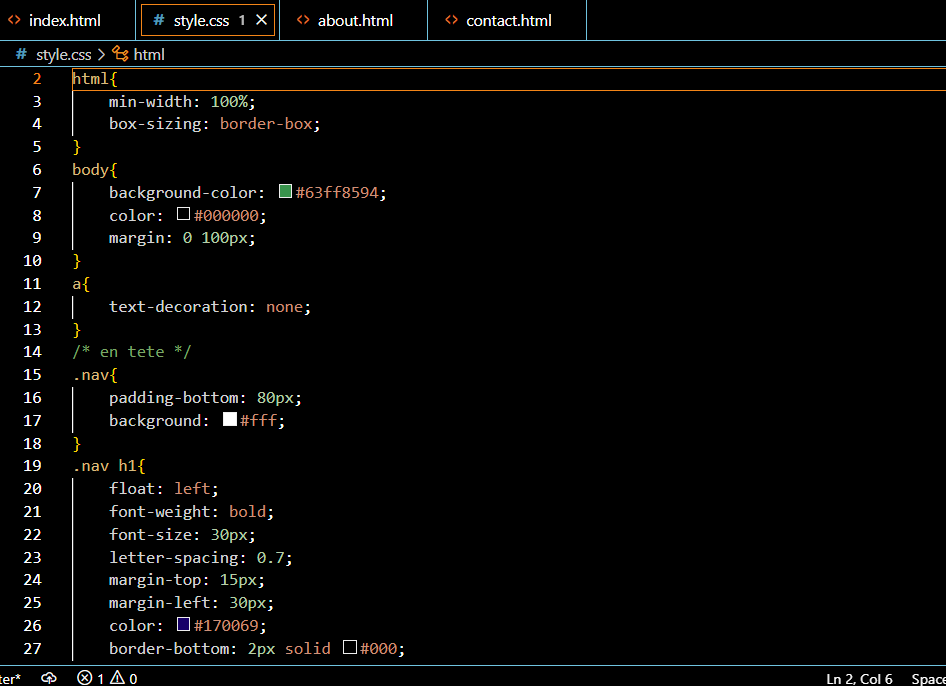 index.html
# style.css 1
about.html
contact.html
# style.css > html
2 html{
3 min-width: 100%;
4 box-sizing: border-box;
5 }
6 body{
7 background-color: #63ff8594;
8 color: #000000;
9 margin: 0 100px;
10 }
11 a{
12 text-decoration: none;
13 }
14 /* en tete */
15 .nav{
16 padding-bottom: 80px;
17 background: #fff;
18 }
19 .nav h1{
20 float: left;
21 font-weight: bold;
22 font-size: 30px;
23 letter-spacing: 0.7;
24 margin-top: 15px;
25 margin-left: 30px;
26 color: #170069;
27 border-bottom: 2px solid #000;
ter* 1 0 Ln 2, Col 6 Space